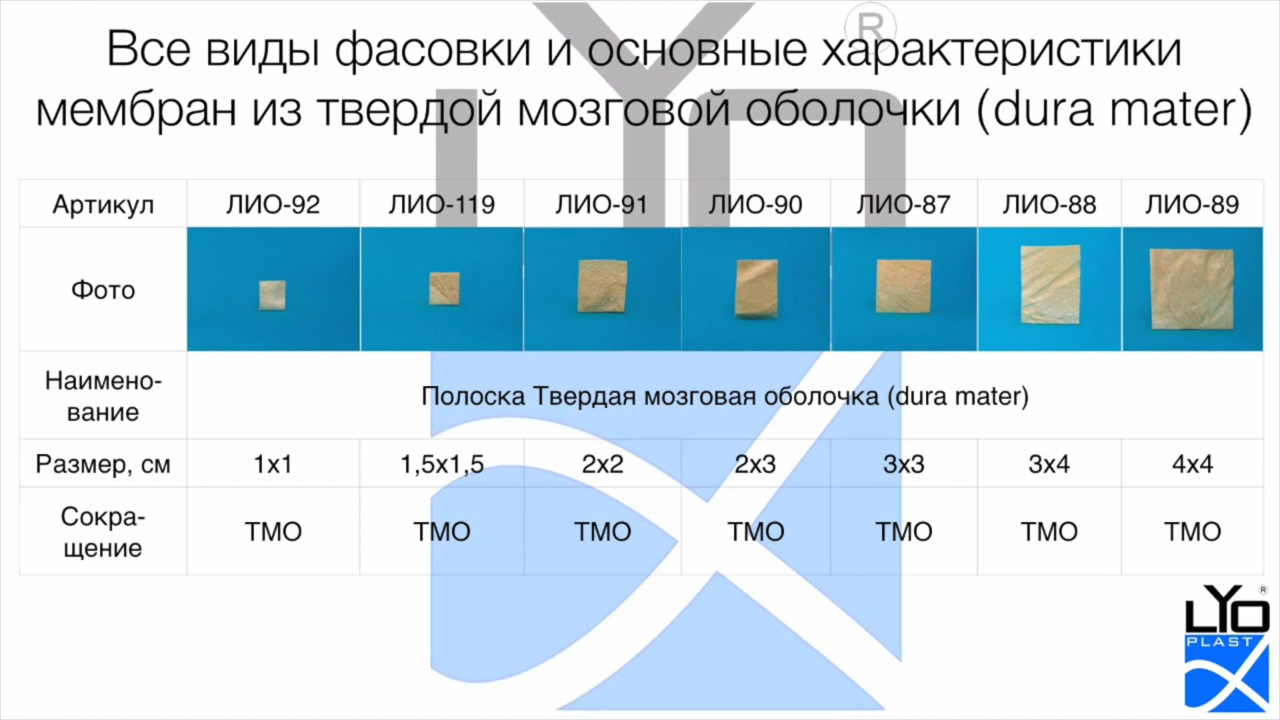 Все виды фасовки и основные характеристики
мембран из твердой мозговой оболочки (dura mater)
LYO ®
Артикул ЛИО-92 ЛИО-119 ЛИО-91 ЛИО-90 ЛИО-87 ЛИО-88 ЛИО-89
Фото
Наимено-
вание
Полоска Твердая мозговая оболочка (dura mater)
Размер, см 1х1 1,5х1,5 2х2 2х3 3х3 3х4 4х4
Сокра-
щение
ТМО ТМО ТМО ТМО ТМО ТМО ТМО
LYO ®
PLAST